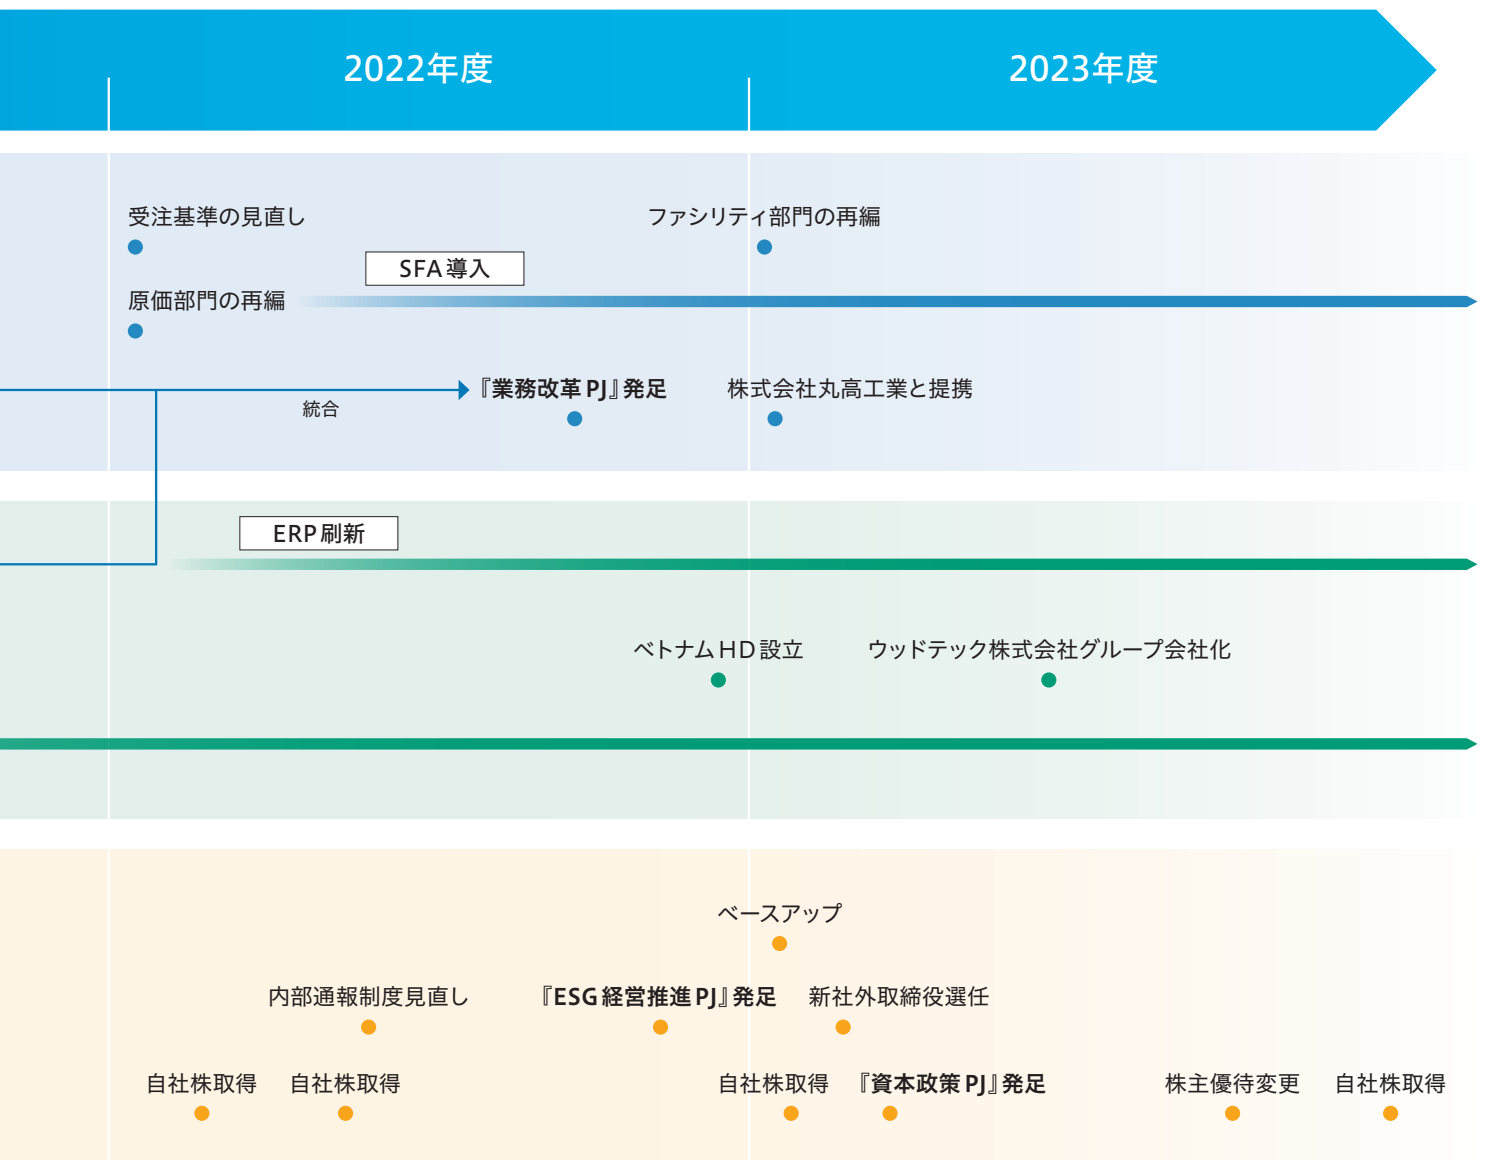 2022年度
2023年度
受注基準の見直し
ファシリティ部門の再編
SFA導入
原価部門の再編
『業務改革PJ』発足
株式会社丸高工業と提携
統合
ERP刷新
ベトナムHD設立
ウッドテック株式会社グループ会社化
ベースアップ
内部通報制度見直し
『ESG経営推進PJ』発足
新社外取締役選任
自社株取得
自社株取得
自社株取得
『資本政策PJ』発足
株主優待変更
自社株取得